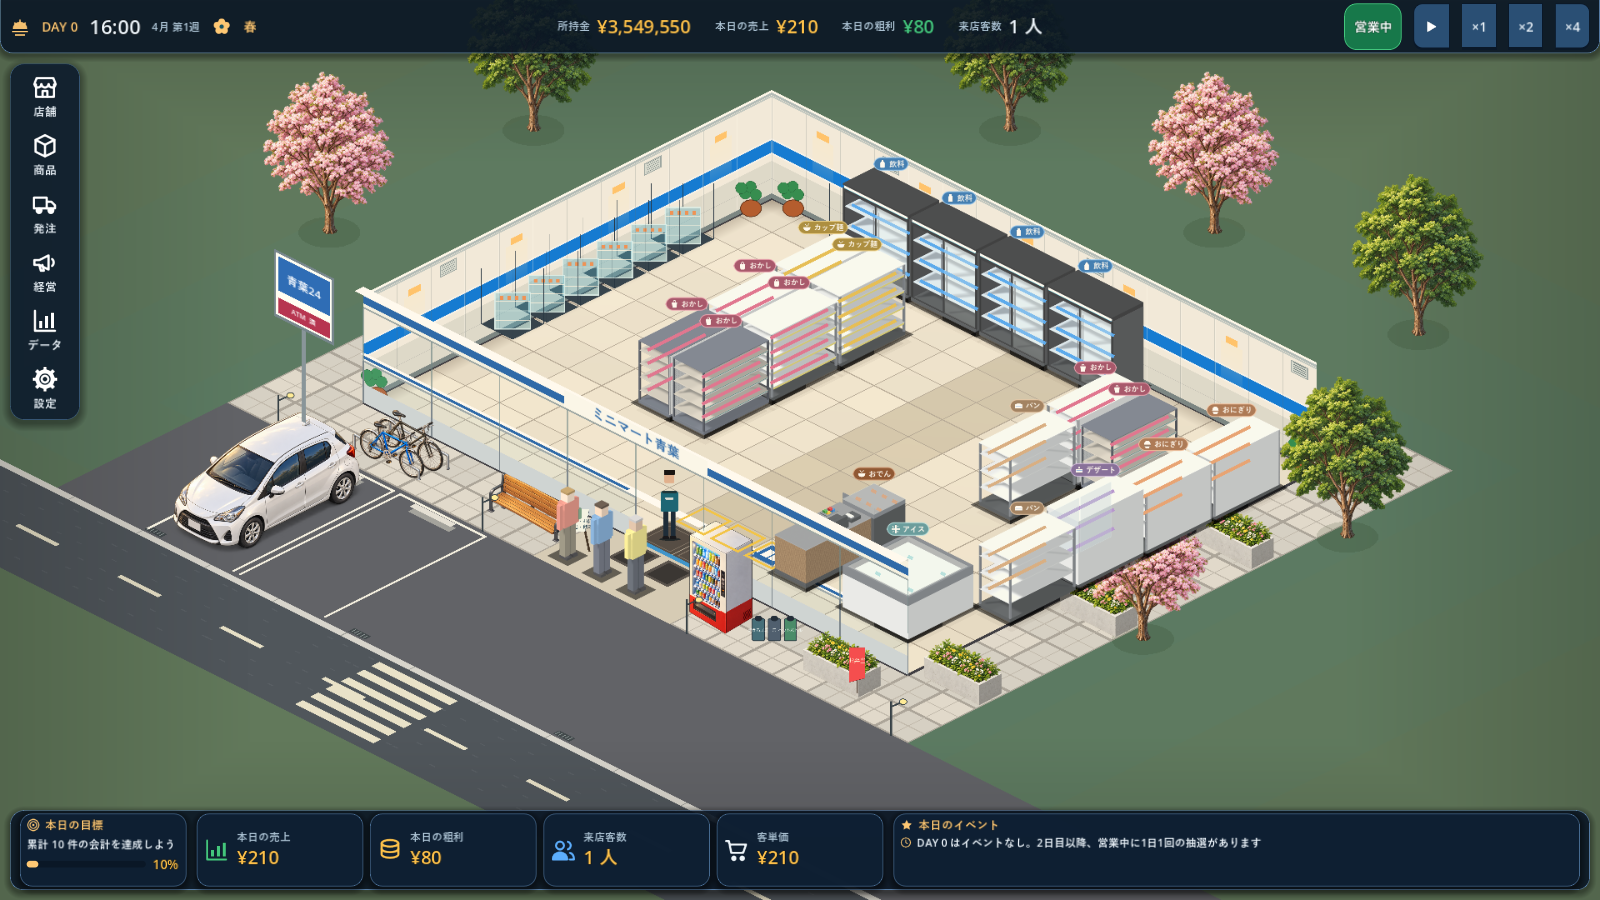 DAY 0
16:00
4月 第1週
春
所持金 ¥3,549,550
本日の売上 ¥210
本日の粗利 ¥80
来店客数 1 人
営業中
×1
×2
×4
店舗
商品
発注
経営
データ
設定
飲料
飲料
飲料
飲料
カップ麺
カップ麺
おかし
おかし
おかし
おかし
青葉24
ATM
ミニマート青葉
おかし
おかし
パン
おにぎり
おにぎり
デザート
おでん
パン
アイス
本日の目標
累計 10 件の会計を達成しよう
10%
本日の売上
¥210
本日の粗利
¥80
来店客数
1 人
客単価
¥210
本日のイベント
DAY 0 はイベントなし。2日目以降、営業中に1日1回の抽選があります